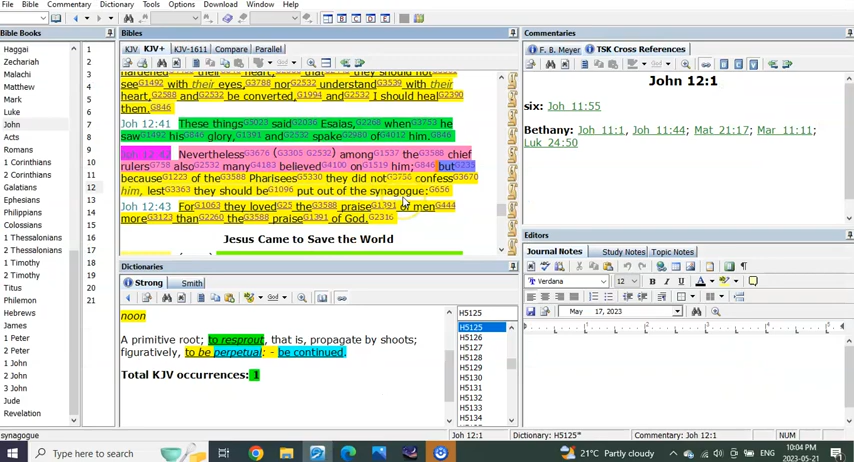 File View Bible Commentary Dictionary Tools Options Download Window Help
Bible Books
Bibles
Commentaries
Haggai 1
Zechariah 2
Malachi 3
Matthew 4
Mark 5
Luke 6
John 7
Acts 8
Romans 9
1 Corinthians 10
2 Corinthians 11
Galatians 12
Ephesians 13
Philippians 14
Colossians 15
1 Thessalonians 16
2 Thessalonians 17
1 Timothy 18
2 Timothy 19
Titus 20
Philemon 21
Hebrews
James
1 Peter
2 Peter
1 John
2 John
3 John
Jude
Revelation
KJV KJV+ KJV-1611 Compare Parallel
hardened their heart; that they should not
see G1492 with their eyes, G3788 nor understand G3539 with their
heart, G2588 and G2532 be converted, G1994 and G2532 I should heal G2390
them. G846
Joh 12:41 These things G5023 said G2036 Esaias, G2268 when G3753 he
saw G1492 his G846 glory, G1391 and G2532 spake G2980 of G4012 him. G846
Joh 12:42 Nevertheless G3676 (G3305 G2532) among G1537 the G3588 chief
rulers G758 also G2532 many G4183 believed G4100 on G1519 him; G846 but G235
because G1223 of the G3588 Pharisees G5330 they did not G3756 confess G3670
him, lest G3363 they should be G1096 put out of the synagogue: G656
Joh 12:43 For G1063 they loved G25 the G3588 praise G1391 of men G444
more G3123 than G2260 the G3588 praise G1391 of God. G2316
Jesus Came to Save the World
F. B. Meyer TSK Cross References
John 12:1
six: Joh 11:55
Bethany: Joh 11:1, Joh 11:44; Mat 21:17; Mar 11:11;
Luk 24:50
Dictionaries
Strong Smith
noon
A primitive root; to resprout, that is, propagate by shoots;
figuratively, to be perpetual: - be continued.
Total KJV occurrences: 1
H5125
H5125
H5126
H5127
H5128
H5129
H5130
H5131
H5132
H5133
H5134
Editors
Journal Notes Study Notes Topic Notes
Verdana 12 B I U A
May 17, 2023
synagogue Joh 12:1 Dictionary: H5125* Commentary: Joh 12:1 NUM
Type here to search
21°C Partly cloudy ENG 10:04 PM
2023-05-21